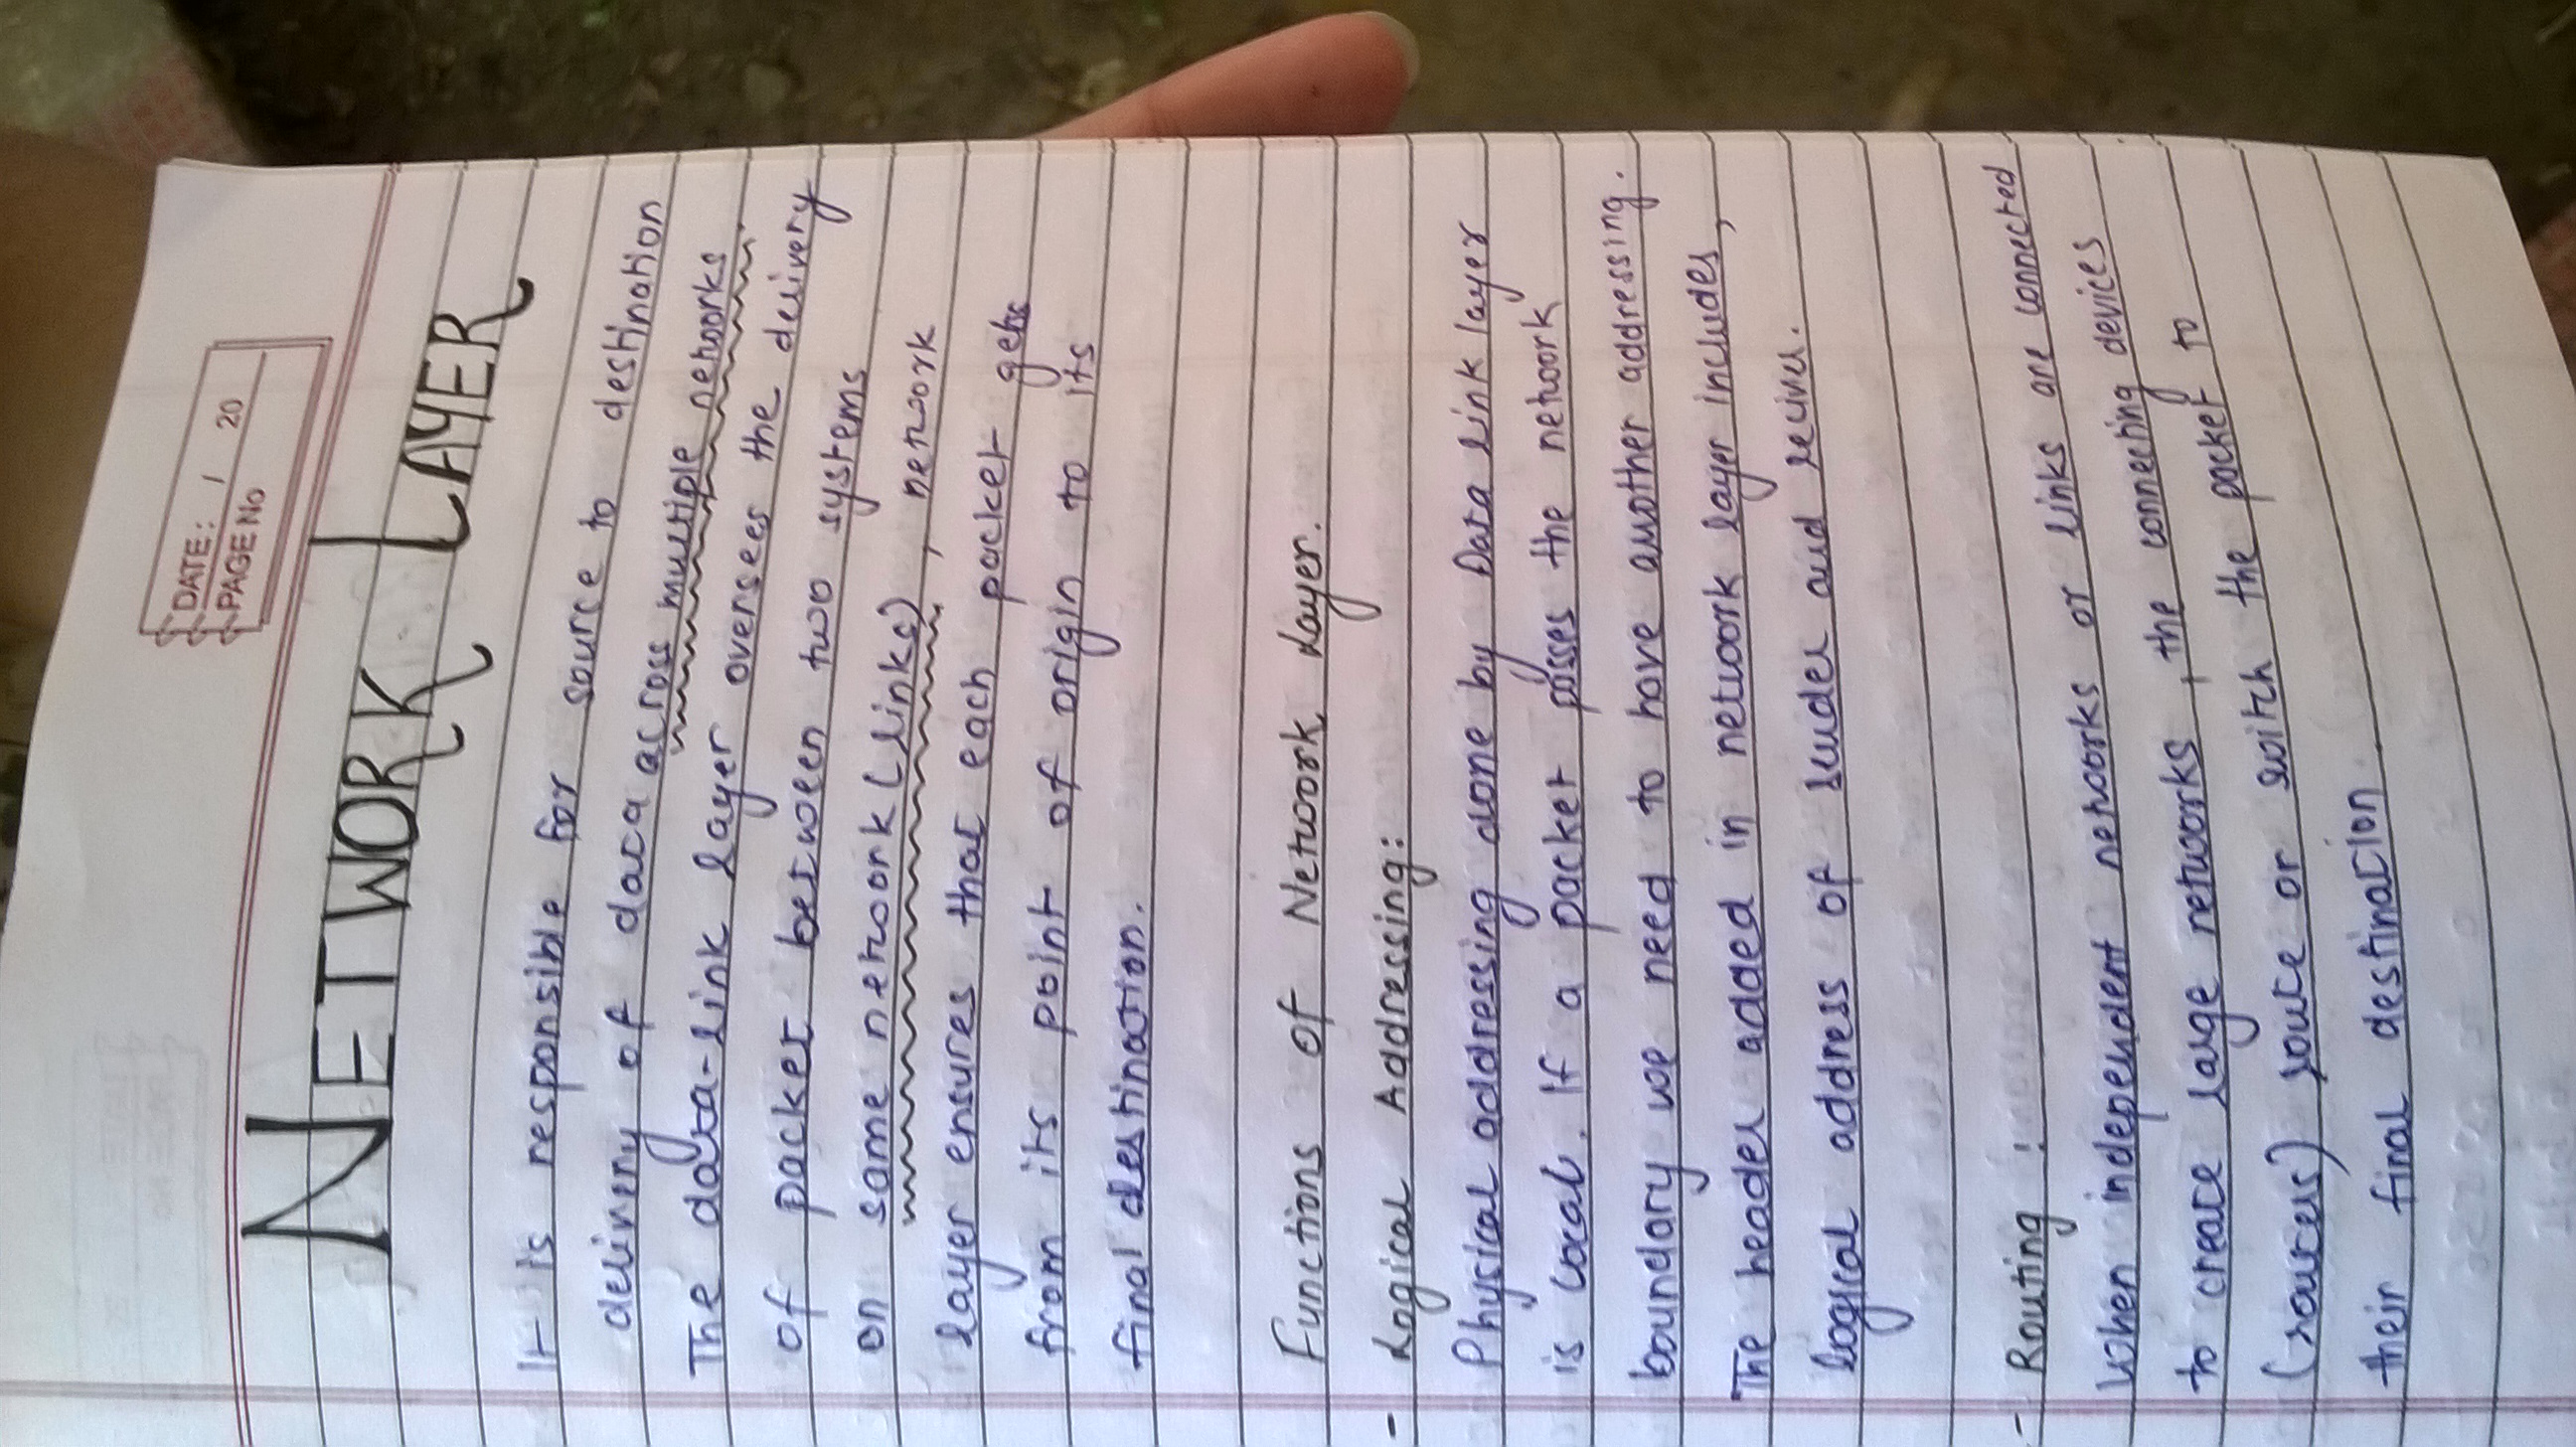 DATE: / 20
PAGE No
NETWORK LAYER
It is responsible for source to destination
delivery of data across multiple networks
The data-link layer oversees the delivery
of packet between two systems
on same network (links), network
layer ensures that each packet gets
from its point of origin to its
final destination.
Functions of Network Layer.
- Logical Addressing:
Physical addressing done by Data link layer
is local. If a packet passes the network
boundary we need to have another addressing.
The header added in network layer includes,
logical address of sender and reciver.
- Routing :
When independent networks or links are connected
to create large networks, the connecting devices
(routers) route or switch the packet to
their final destination